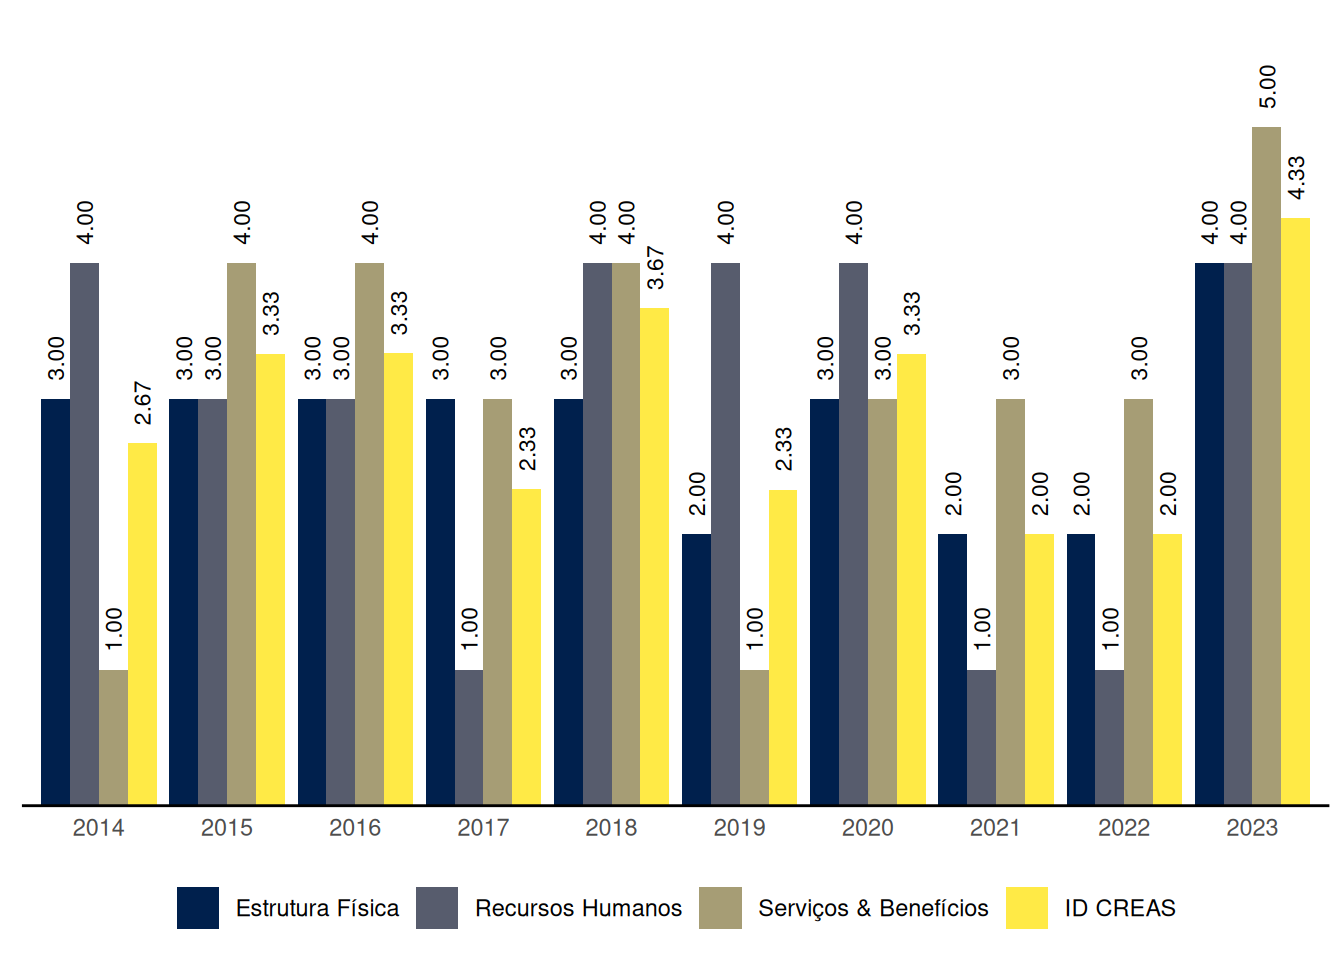 5.00
4.33
4.00 4.00 4.00 4.00 4.00 4.00 4.00 4.00 4.00
3.67
3.33 3.33 3.33
3.00 3.00 3.00 3.00 3.00 3.00 3.00 3.00 3.00 3.00 3.00 3.00
2.67
2.33 2.33
2.00 2.00 2.00 2.00 2.00
1.00 1.00 1.00 1.00 1.00
2014 2015 2016 2017 2018 2019 2020 2021 2022 2023
Estrutura Física Recursos Humanos Serviços & Benefícios ID CREAS